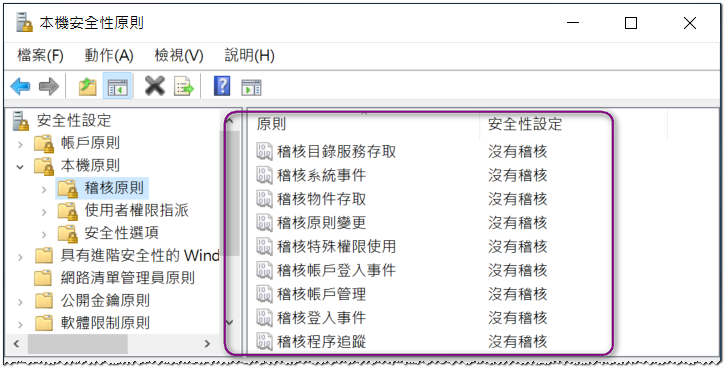 本機安全性原則
檔案(F) 動作(A) 檢視(V) 說明(H)
安全性設定
帳戶原則
本機原則
稽核原則
使用者權限指派
安全性選項
具有進階安全性的 Wind
網路清單管理員原則
公開金鑰原則
軟體限制原則
原則 安全性設定
稽核目錄服務存取 沒有稽核
稽核系統事件 沒有稽核
稽核物件存取 沒有稽核
稽核原則變更 沒有稽核
稽核特殊權限使用 沒有稽核
稽核帳戶登入事件 沒有稽核
稽核帳戶管理 沒有稽核
稽核登入事件 沒有稽核
稽核程序追蹤 沒有稽核